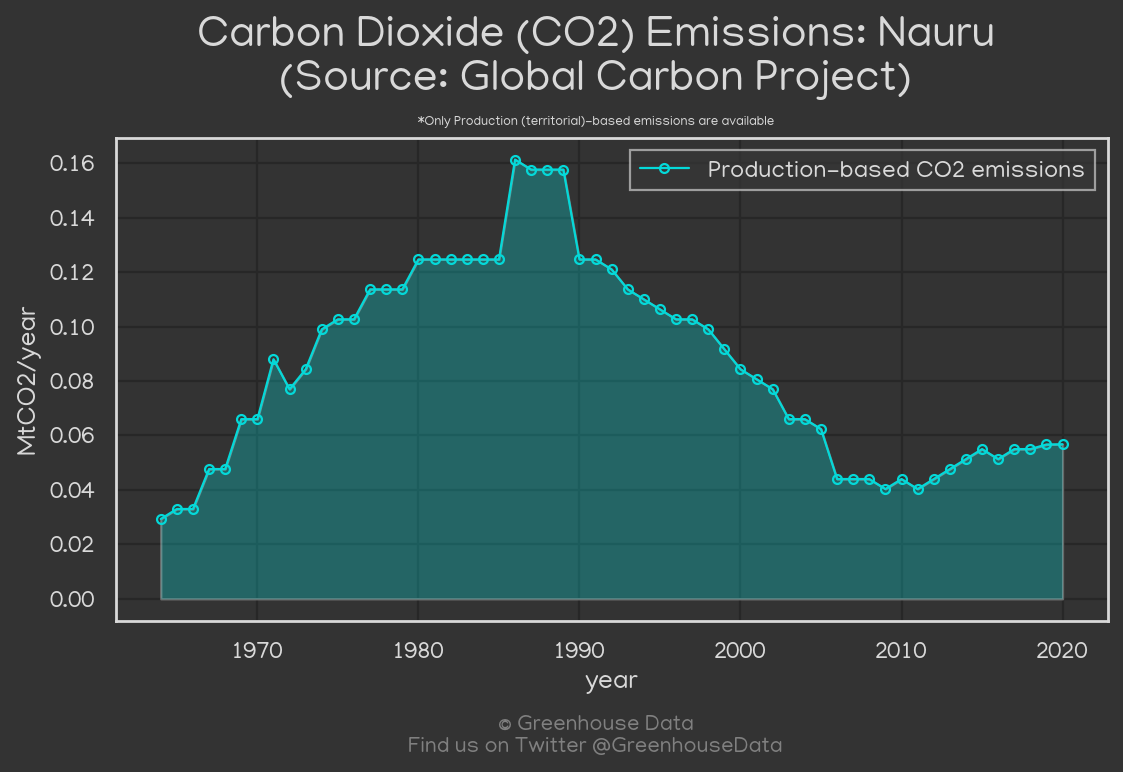 Carbon Dioxide (CO2) Emissions: Nauru
(Source: Global Carbon Project)
*Only Production (territorial)-based emissions are available
Production-based CO2 emissions
MtCO2/year
0.16
0.14
0.12
0.10
0.08
0.06
0.04
0.02
0.00
1970 1980 1990 2000 2010 2020
year
© Greenhouse Data
Find us on Twitter @GreenhouseData